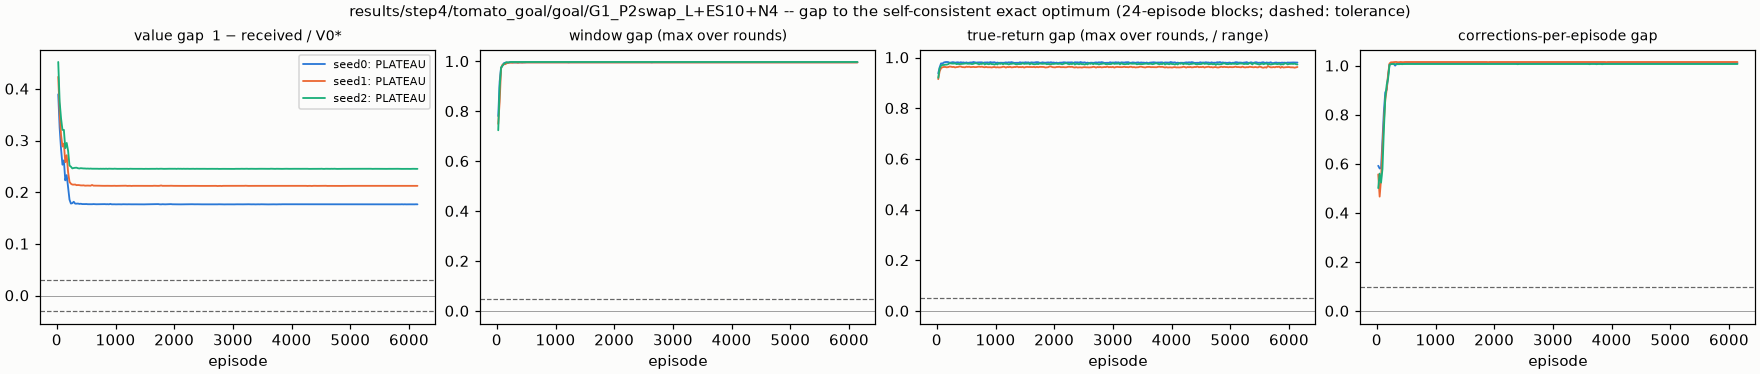 results/step4/tomato_goal/goal/G1_P2swap_L+ES10+N4 -- gap to the self-consistent exact optimum (24-episode blocks; dashed: tolerance)
value gap 1 − received / V0*
seed0: PLATEAU
seed1: PLATEAU
seed2: PLATEAU
0.4
0.3
0.2
0.1
0.0
0 1000 2000 3000 4000 5000 6000
episode
window gap (max over rounds)
1.0
0.8
0.6
0.4
0.2
0.0
0 1000 2000 3000 4000 5000 6000
episode
true-return gap (max over rounds, / range)
1.0
0.8
0.6
0.4
0.2
0.0
0 1000 2000 3000 4000 5000 6000
episode
corrections-per-episode gap
1.0
0.8
0.6
0.4
0.2
0.0
0 1000 2000 3000 4000 5000 6000
episode